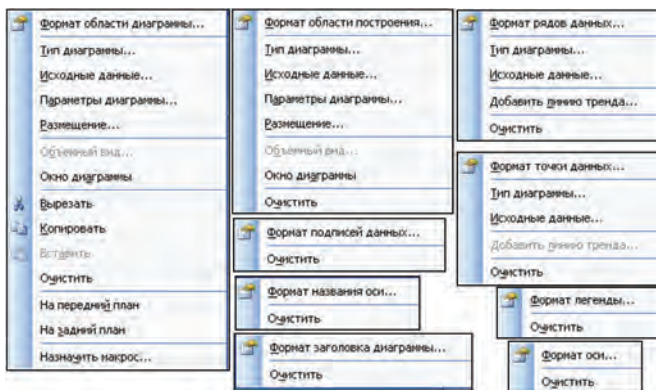 Формат области диаграммы...
Тип диаграммы...
Исходные данные...
Параметры диаграммы...
Размещение...
Объемный вид...
Окно диаграммы
Вырезать
Копировать
Вставить
Очистить
На передний план
На задний план
Назначить макрос...
Формат области построения...
Тип диаграммы...
Исходные данные...
Параметры диаграммы...
Размещение...
Объемный вид...
Окно диаграммы
Очистить
Формат подписей данных...
Очистить
Формат названия оси...
Очистить
Формат заголовка диаграммы...
Очистить
Формат рядов данных...
Тип диаграммы...
Исходные данные...
Добавить линию тренда...
Очистить
Формат точки данных...
Тип диаграммы...
Исходные данные...
Добавить линию тренда...
Очистить
Формат легенды...
Очистить
Формат оси...
Очистить